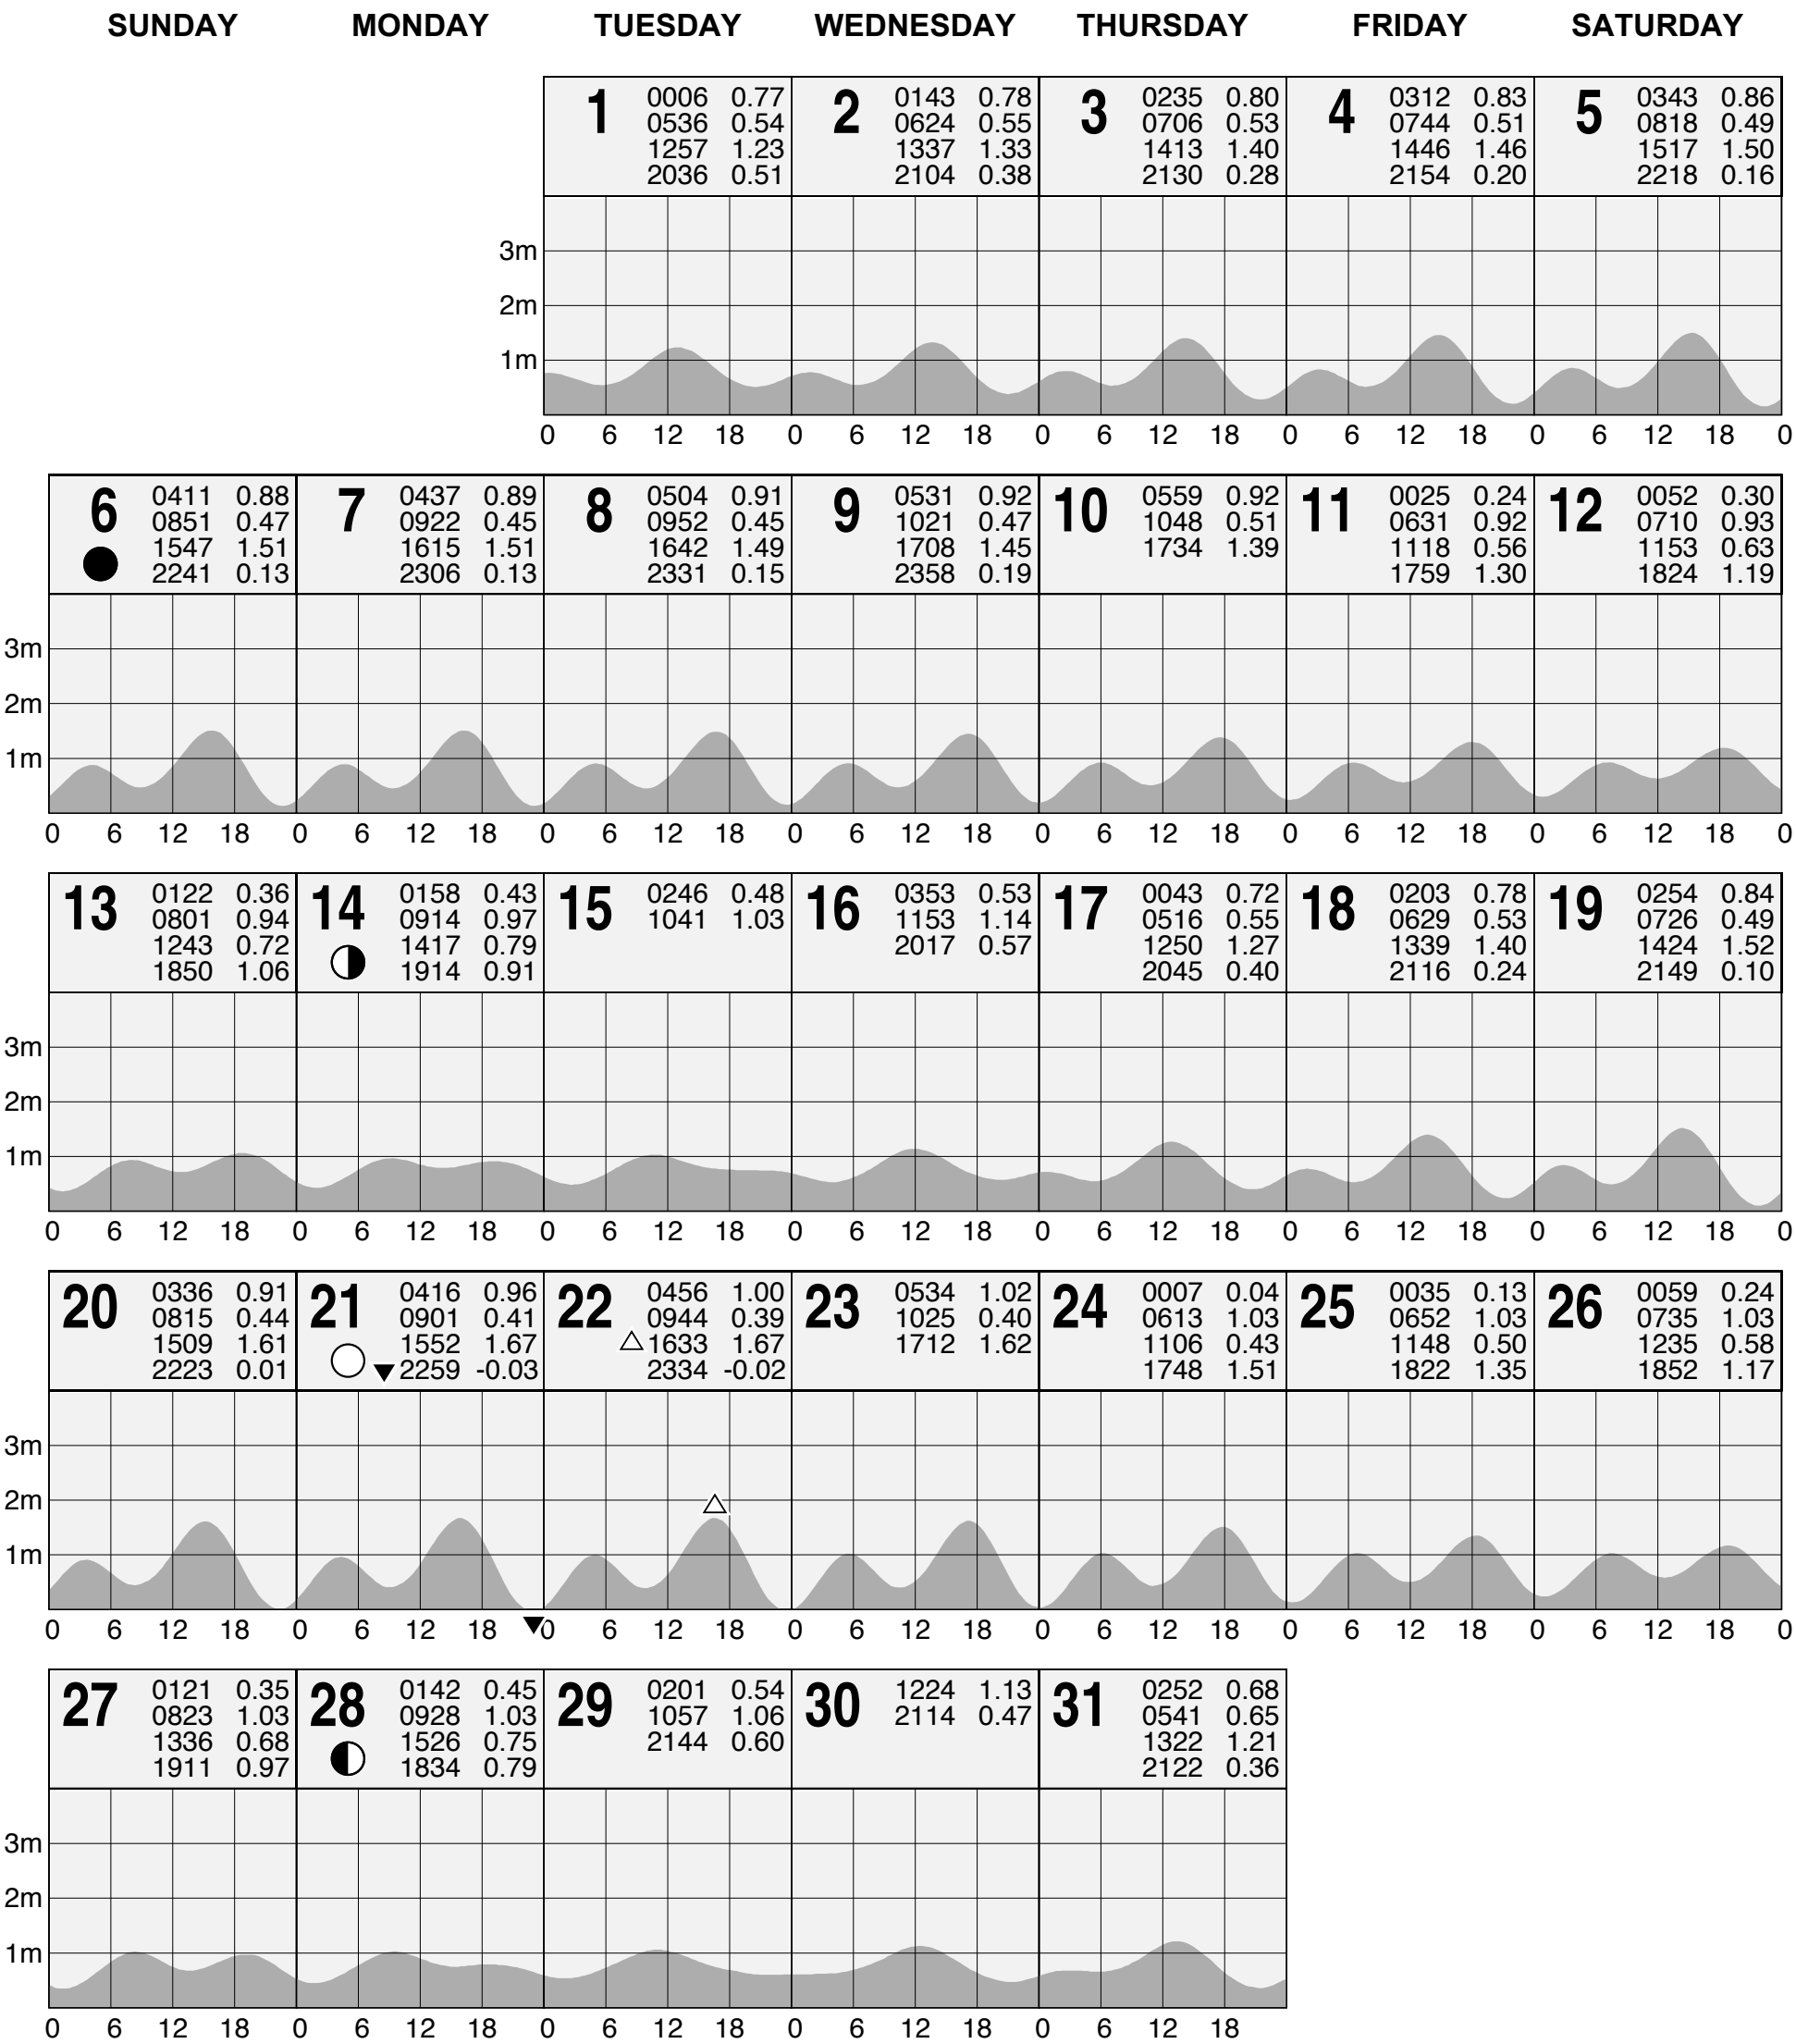 SUNDAY MONDAY TUESDAY WEDNESDAY THURSDAY FRIDAY SATURDAY
1 0006 0.77 2 0143 0.78 3 0235 0.80 4 0312 0.83 5 0343 0.86
0536 0.54 0624 0.55 0706 0.53 0744 0.51 0818 0.49
1257 1.23 1337 1.33 1413 1.40 1446 1.46 1517 1.50
2036 0.51 2104 0.38 2130 0.28 2154 0.20 2218 0.16
3m
2m
1m
0 6 12 18 0 6 12 18 0 6 12 18 0 6 12 18 0 6 12 18 0
6 0411 0.88 7 0437 0.89 8 0504 0.91 9 0531 0.92 10 0559 0.92 11 0025 0.24 12 0052 0.30
0851 0.47 0922 0.45 0952 0.45 1021 0.47 1048 0.51 0631 0.92 0710 0.93
1547 1.51 1615 1.51 1642 1.49 1708 1.45 1734 1.39 1118 0.56 1153 0.63
2241 0.13 2306 0.13 2331 0.15 2358 0.19 1759 1.30 1824 1.19
3m
2m
1m
0 6 12 18 0 6 12 18 0 6 12 18 0 6 12 18 0 6 12 18 0 6 12 18 0 6 12 18 0
13 0122 0.36 14 0158 0.43 15 0246 0.48 16 0353 0.53 17 0043 0.72 18 0203 0.78 19 0254 0.84
0801 0.94 0914 0.97 1041 1.03 1153 1.14 0516 0.55 0629 0.53 0726 0.49
1243 0.72 1417 0.79 2017 0.57 1250 1.27 1339 1.40 1424 1.52
1850 1.06 1914 0.91 2045 0.40 2116 0.24 2149 0.10
3m
2m
1m
0 6 12 18 0 6 12 18 0 6 12 18 0 6 12 18 0 6 12 18 0 6 12 18 0 6 12 18 0
20 0336 0.91 21 0416 0.96 22 0456 1.00 23 0534 1.02 24 0007 0.04 25 0035 0.13 26 0059 0.24
0815 0.44 0901 0.41 0944 0.39 1025 0.40 0613 1.03 0652 1.03 0735 1.03
1509 1.61 1552 1.67 1633 1.67 1712 1.62 1106 0.43 1148 0.50 1235 0.58
2223 0.01 2259 -0.03 2334 -0.02 1748 1.51 1822 1.35 1852 1.17
3m
2m
1m
0 6 12 18 0 6 12 18 0 6 12 18 0 6 12 18 0 6 12 18 0 6 12 18 0 6 12 18 0
27 0121 0.35 28 0142 0.45 29 0201 0.54 30 1224 1.13 31 0252 0.68
0823 1.03 0928 1.03 1057 1.06 2114 0.47 0541 0.65
1336 0.68 1526 0.75 2144 0.60 1322 1.21
1911 0.97 1834 0.79 2122 0.36
3m
2m
1m
0 6 12 18 0 6 12 18 0 6 12 18 0 6 12 18 0 6 12 18